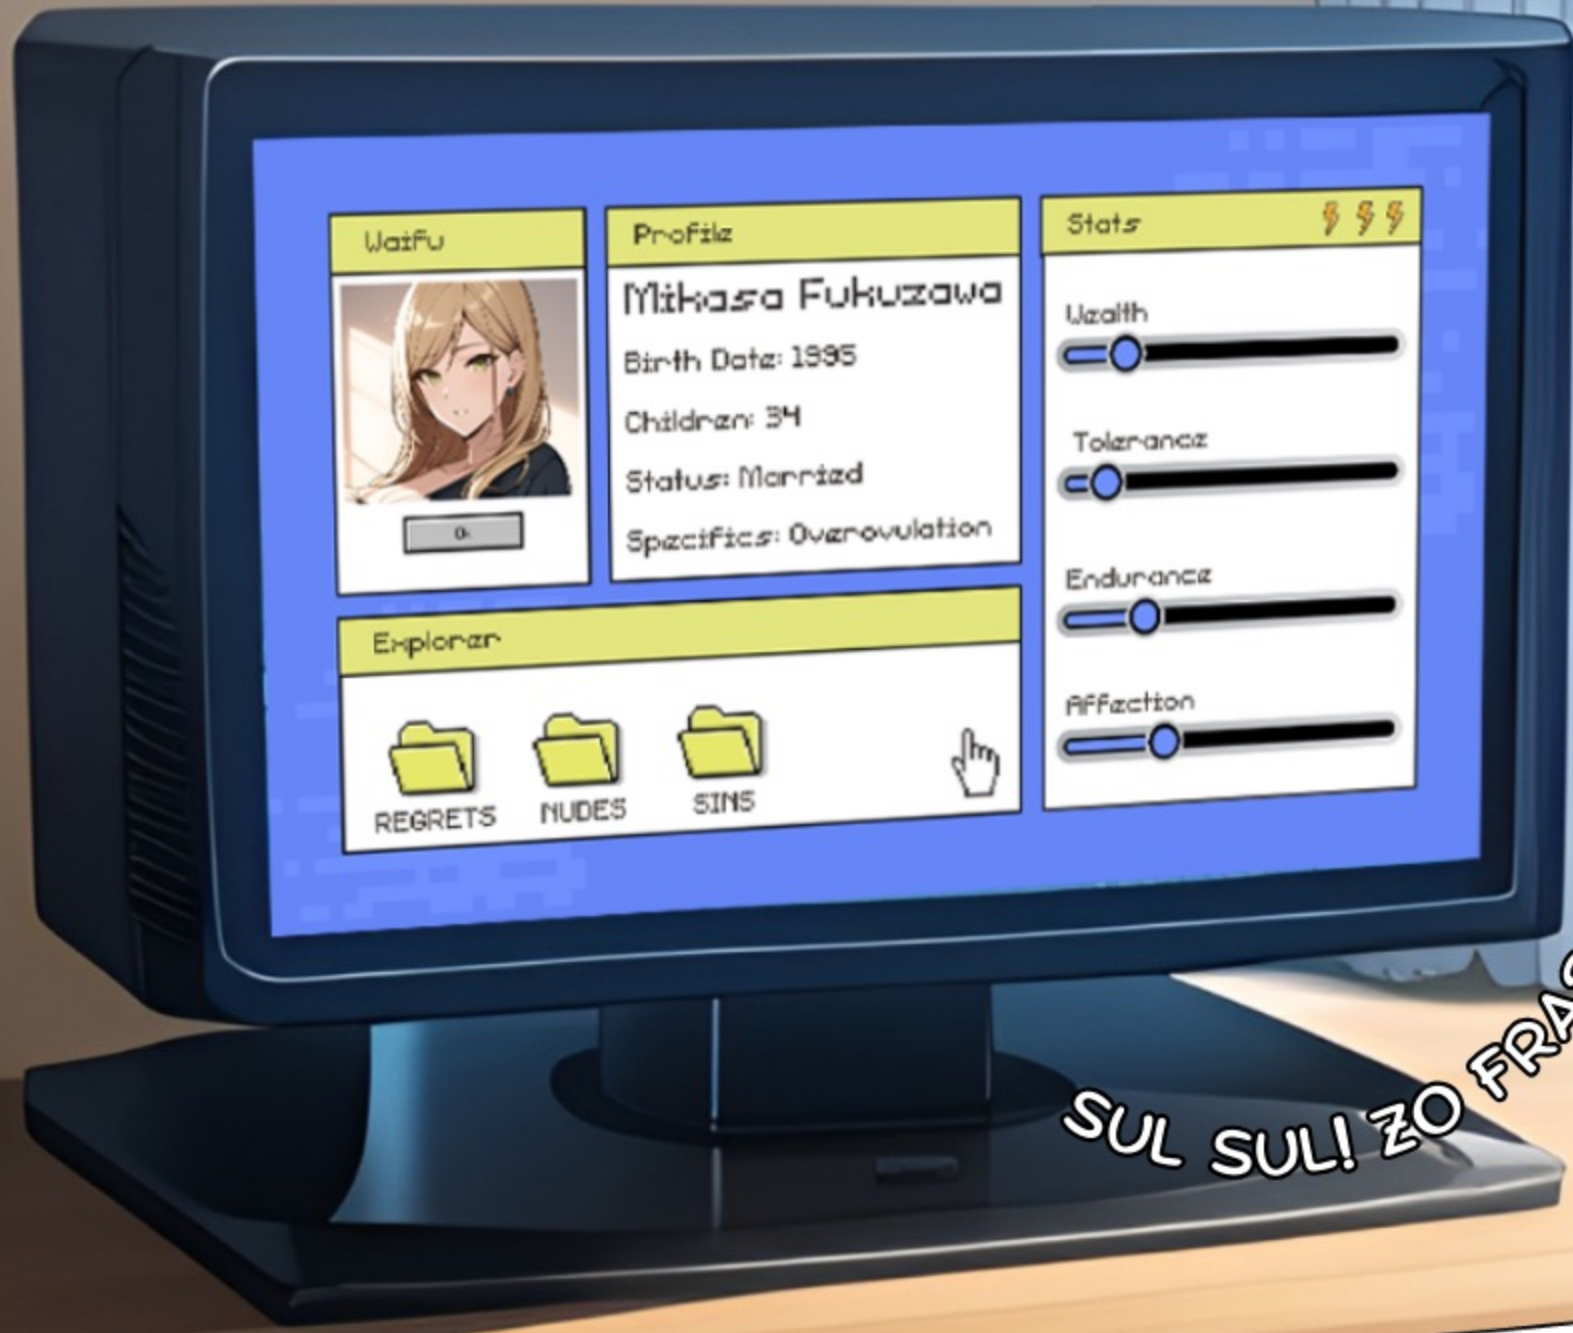 Waifu
Ok
Profile
Mikasa Fukuzawa
Birth Date: 1995
Children: 34
Status: Married
Specifics: Overovulation
Stats
Wealth
Tolerance
Endurance
Affection
Explorer
REGRETS
NUDES
SINS
SUL SUL! ZO